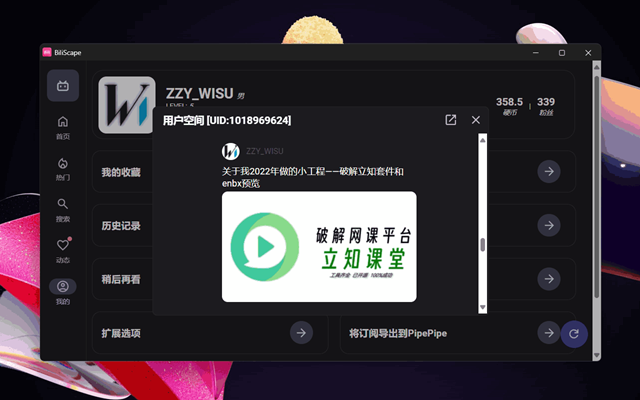 BiliScape
ZZY_WISU 男
LEVEL: 5
358.5
硬币
339
粉丝
首页
热门
搜索
动态
我的
用户空间 [UID:1018969624]
ZZY_WISU
关于我2022年做的小工程——破解立知套件和
enbx预览
破解网课平台
立知课堂
工具齐全 已开源 100%成功
我的收藏
历史记录
稍后再看
扩展选项
将订阅导出到PipePipe